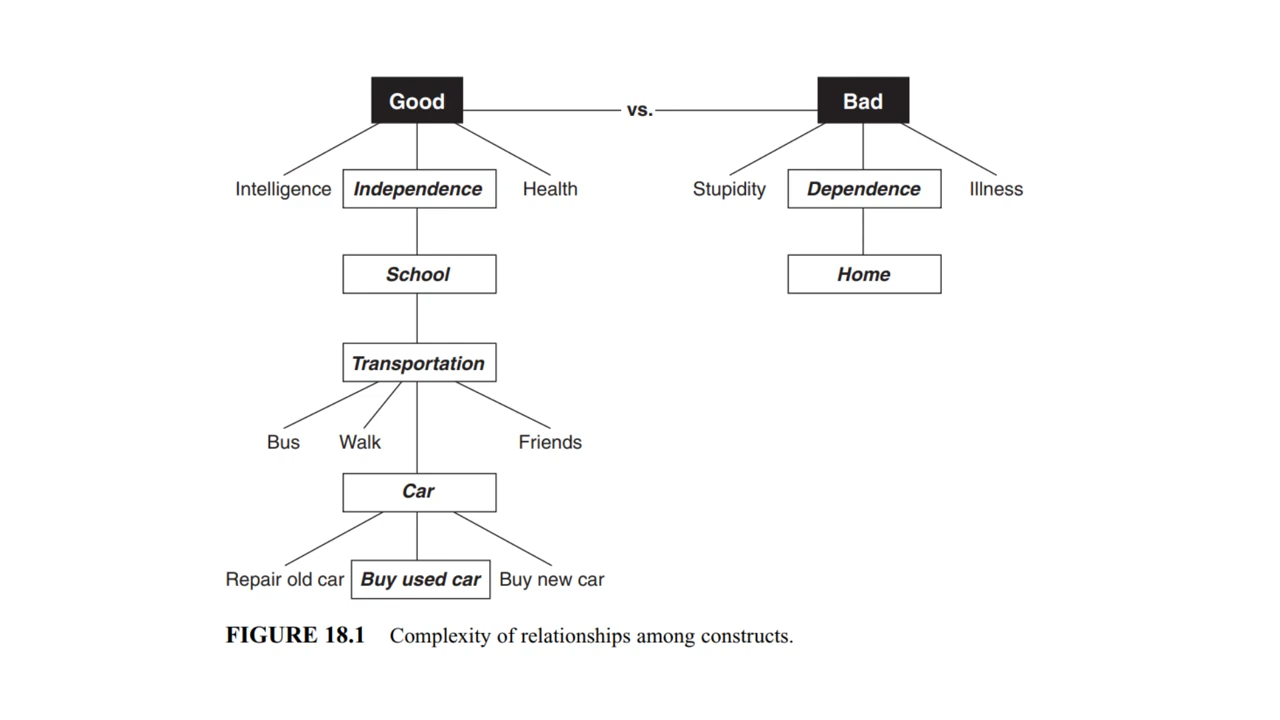 Good vs. Bad
Intelligence Independence Health Stupidity Dependence Illness
School Home
Transportation
Bus Walk Friends
Car
Repair old car Buy used car Buy new car
FIGURE 18.1 Complexity of relationships among constructs.